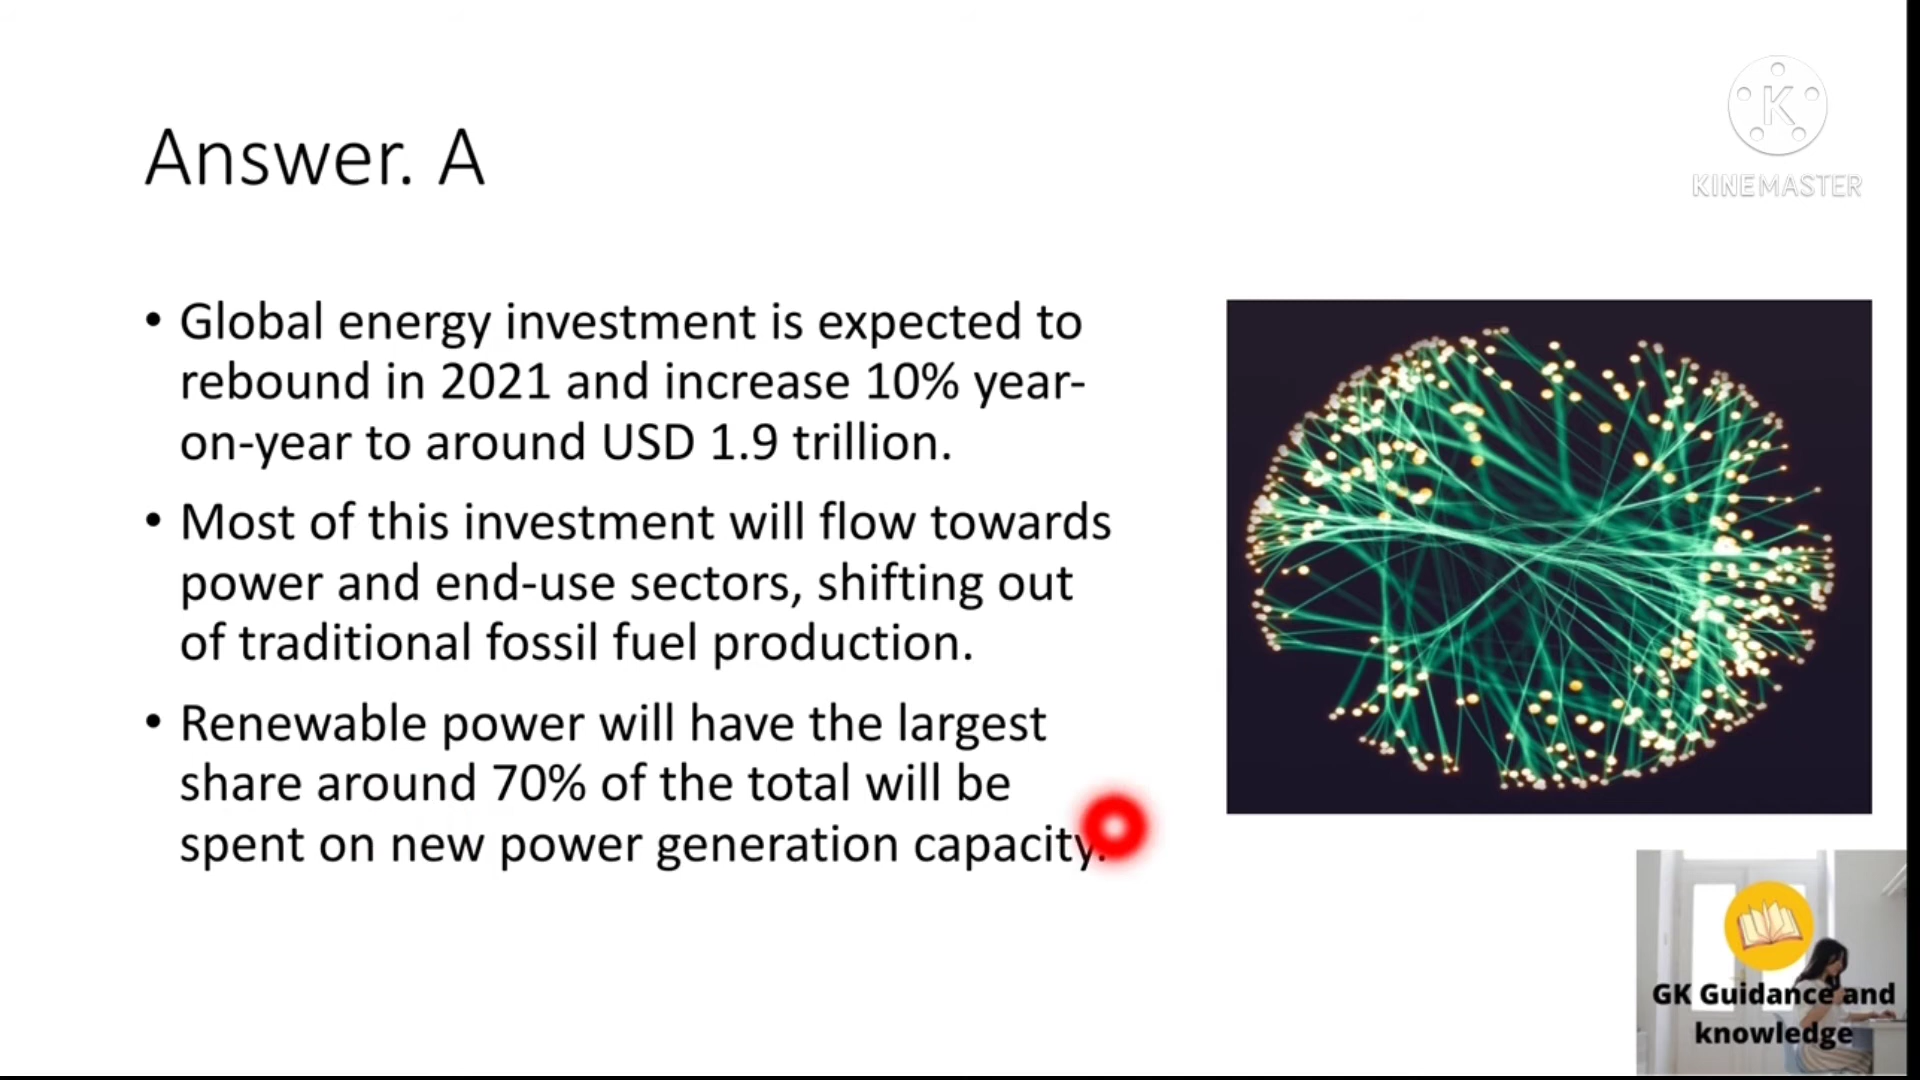 Answer. A
K
KINEMASTER
• Global energy investment is expected to
rebound in 2021 and increase 10% year-
on-year to around USD 1.9 trillion.
• Most of this investment will flow towards
power and end-use sectors, shifting out
of traditional fossil fuel production.
• Renewable power will have the largest
share around 70% of the total will be
spent on new power generation capacity.
GK Guidance and
knowledge